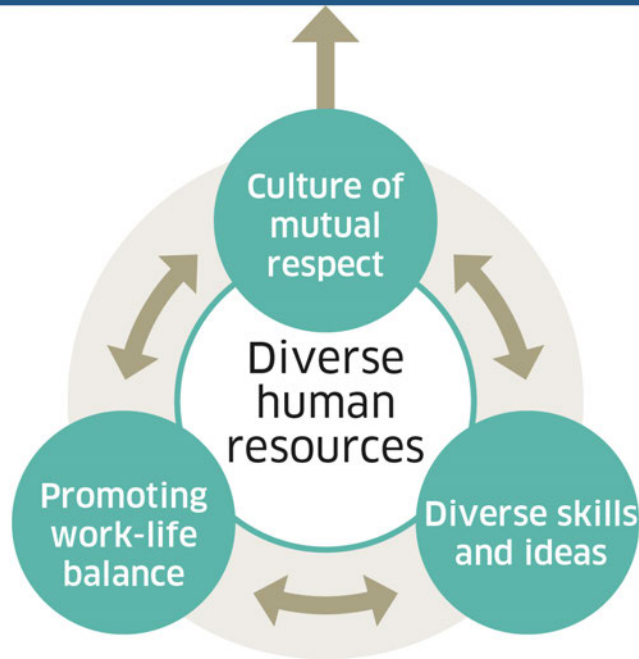 Culture of
mutual
respect
Diverse
human
resources
Promoting
work-life
balance
Diverse skills
and ideas